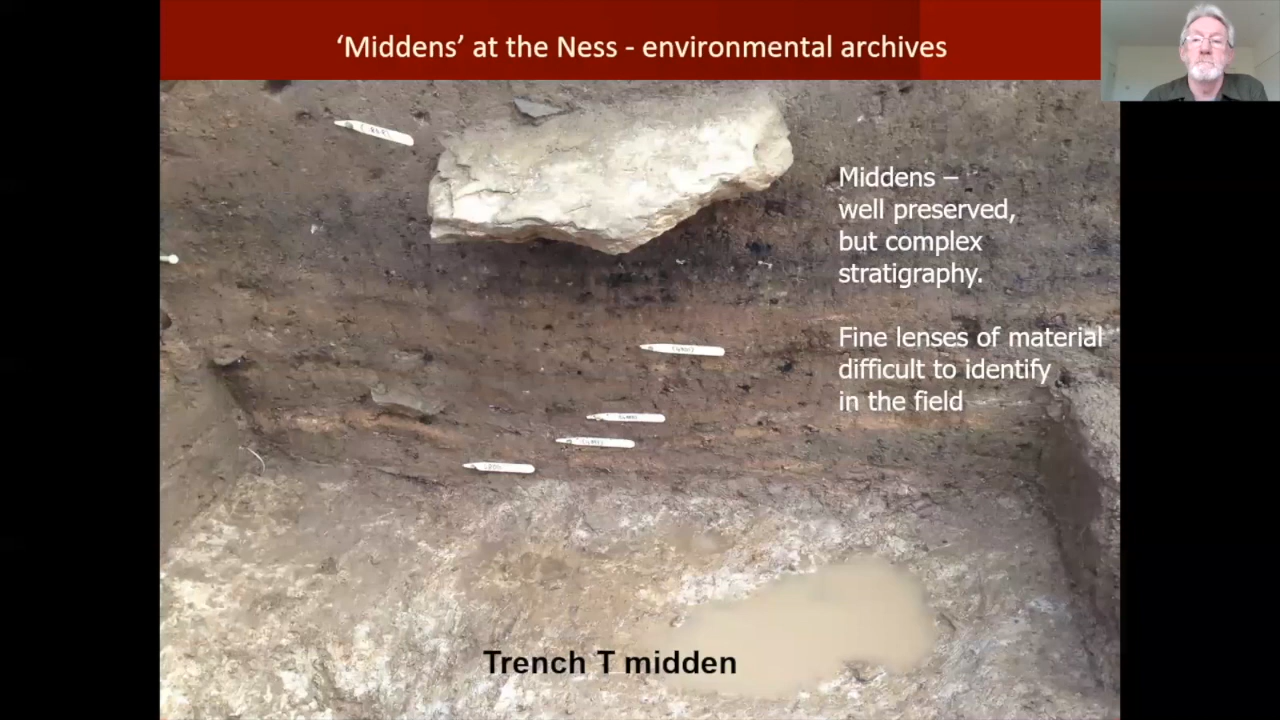 ‘Middens’ at the Ness - environmental archives
Middens –
well preserved,
but complex
stratigraphy.
Fine lenses of material
difficult to identify
in the field
Trench T midden